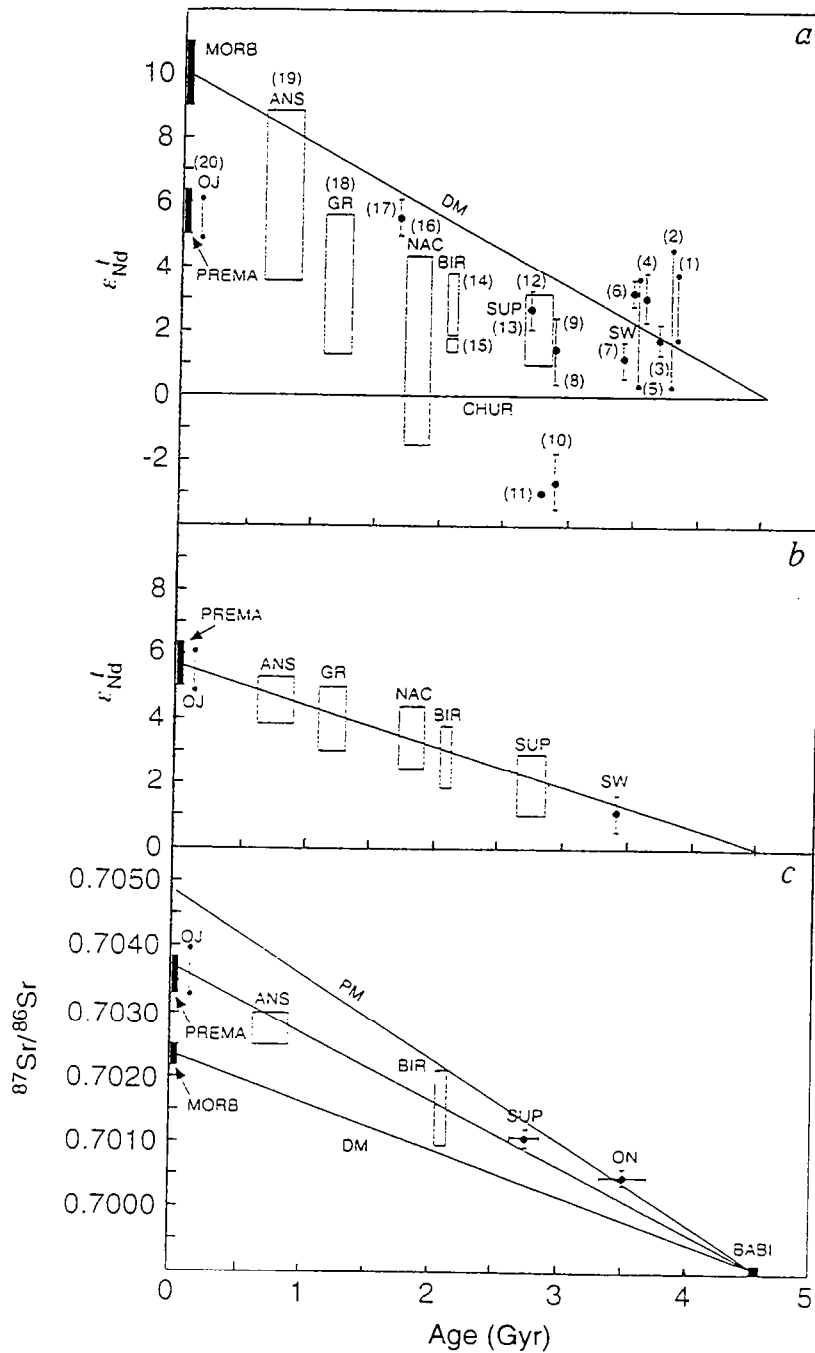 a
MORB
10
(19)
ANS
8
(20)
OJ
(18)
GR
6
(17)
(16)
NAC
DM
PREMA
(2)
(1)
4
BIR
(14)
(12)
(6)
(4)
SUP
(13)
(9)
SW
2
(15)
(7)
(3)
(8)
(5)
0
CHUR
-2
(10)
(11)
ε^t_Nd
b
8
PREMA
6
OJ
ANS
GR
NAC
BIR
4
SUP
SW
2
0
ε^t_Nd
c
0.7050
0.7040
OJ
PM
0.7030
ANS
PREMA
0.7020
BIR
MORB
SUP
0.7010
DM
ON
0.7000
BABI
⁸⁷Sr/⁸⁶Sr
0 1 2 3 4 5
Age (Gyr)